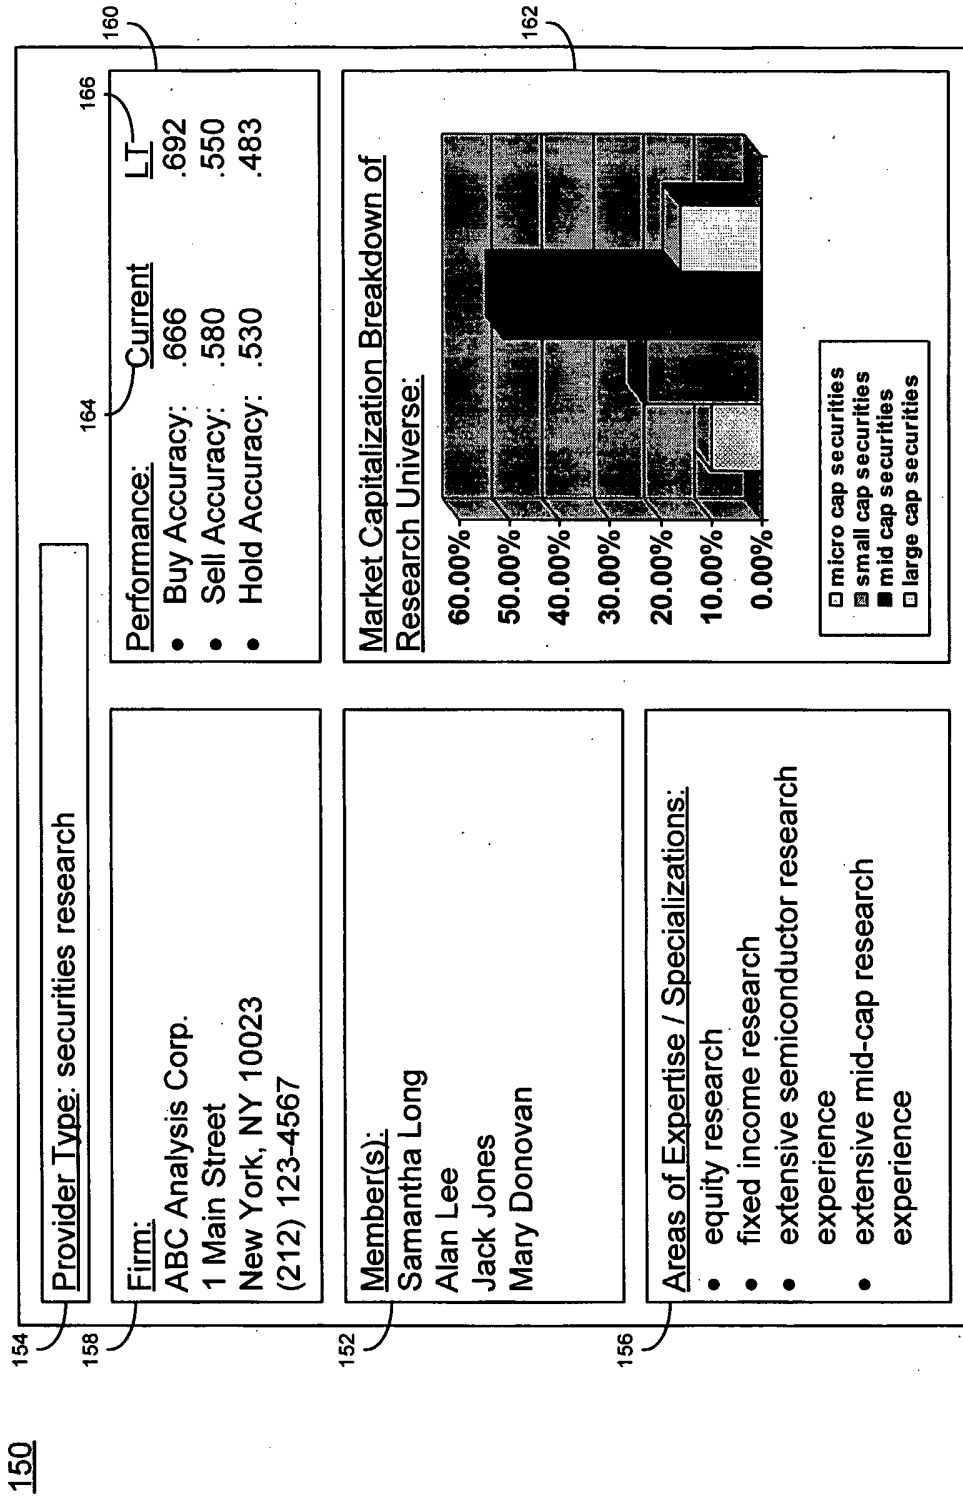 150
154
Provider Type: securities research
158
Firm:
ABC Analysis Corp.
1 Main Street
New York, NY 10023
(212) 123-4567
152
Member(s):
Samantha Long
Alan Lee
Jack Jones
Mary Donovan
156
Areas of Expertise / Specializations:
• equity research
• fixed income research
• extensive semiconductor research
experience
• extensive mid-cap research
experience
164
166
160
Performance: Current LT
• Buy Accuracy: .666 .692
• Sell Accuracy: .580 .550
• Hold Accuracy: .530 .483
162
Market Capitalization Breakdown of
Research Universe:
60.00%
50.00%
40.00%
30.00%
20.00%
10.00%
0.00%
micro cap securities
small cap securities
mid cap securities
large cap securities